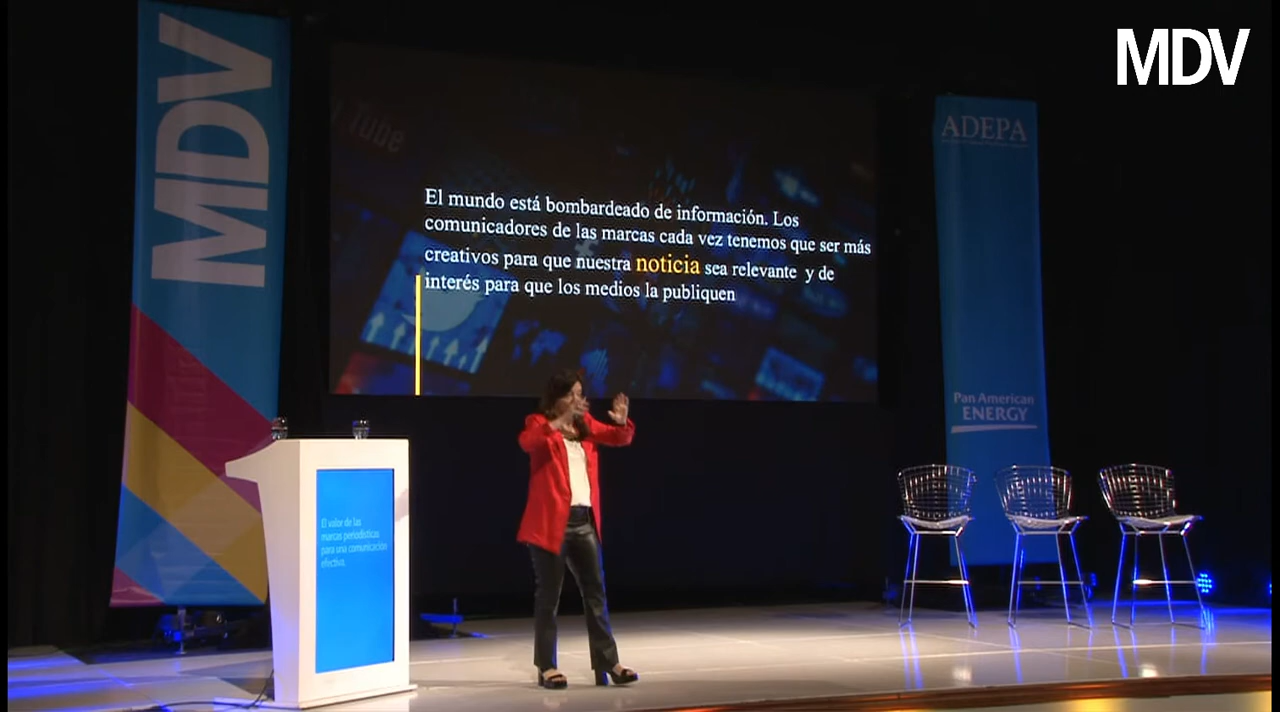 MDV
MDV
ADEPA
You Tube
El mundo está bombardeado de información. Los
comunicadores de las marcas cada vez tenemos que ser más
creativos para que nuestra noticia sea relevante y de
interés para que los medios la publiquen
Pan American
ENERGY
El valor de las
marcas periodísticas
para una comunicación
efectiva.